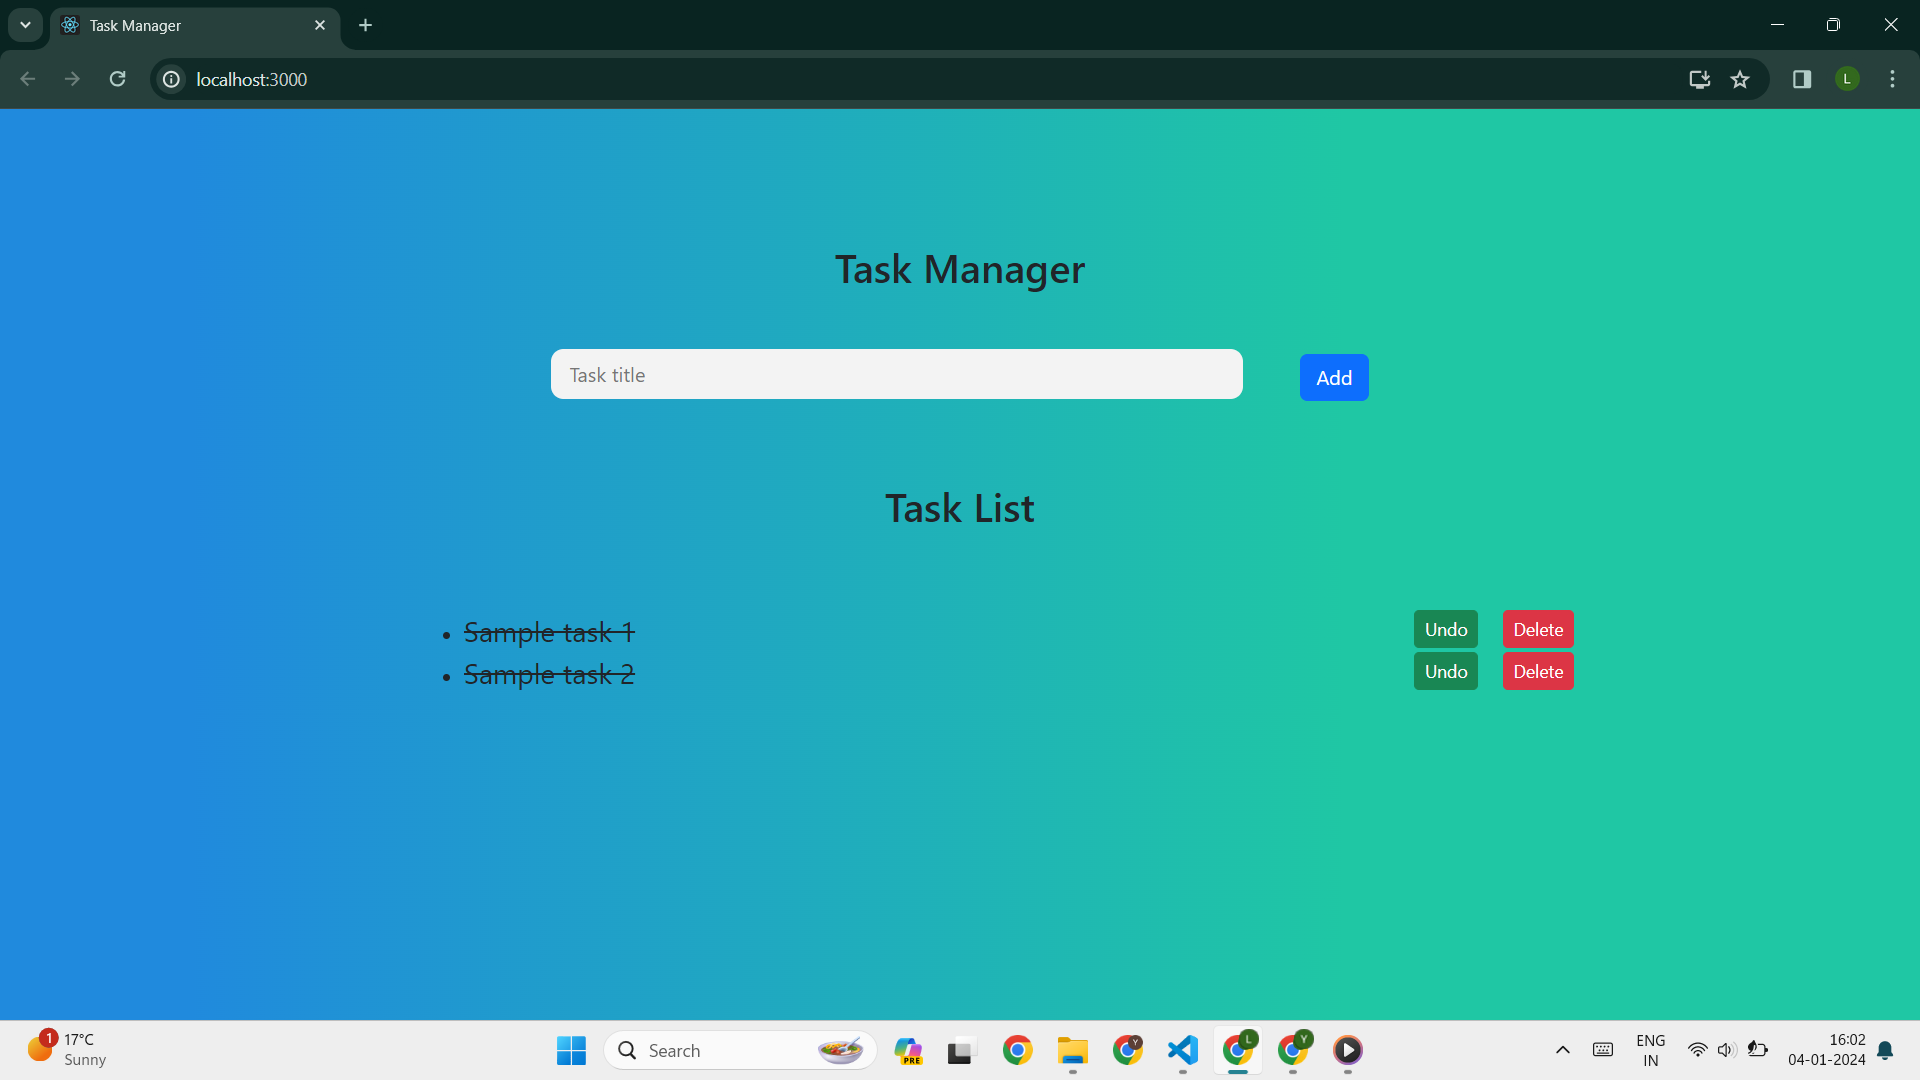 Task Manager
localhost:3000
L
Task Manager
Task title
Add
Task List
Sample task 1
Undo
Delete
Sample task 2
Undo
Delete
1
17°C
Sunny
Search
PRE
Y
L
Y
ENG
IN
16:02
04-01-2024